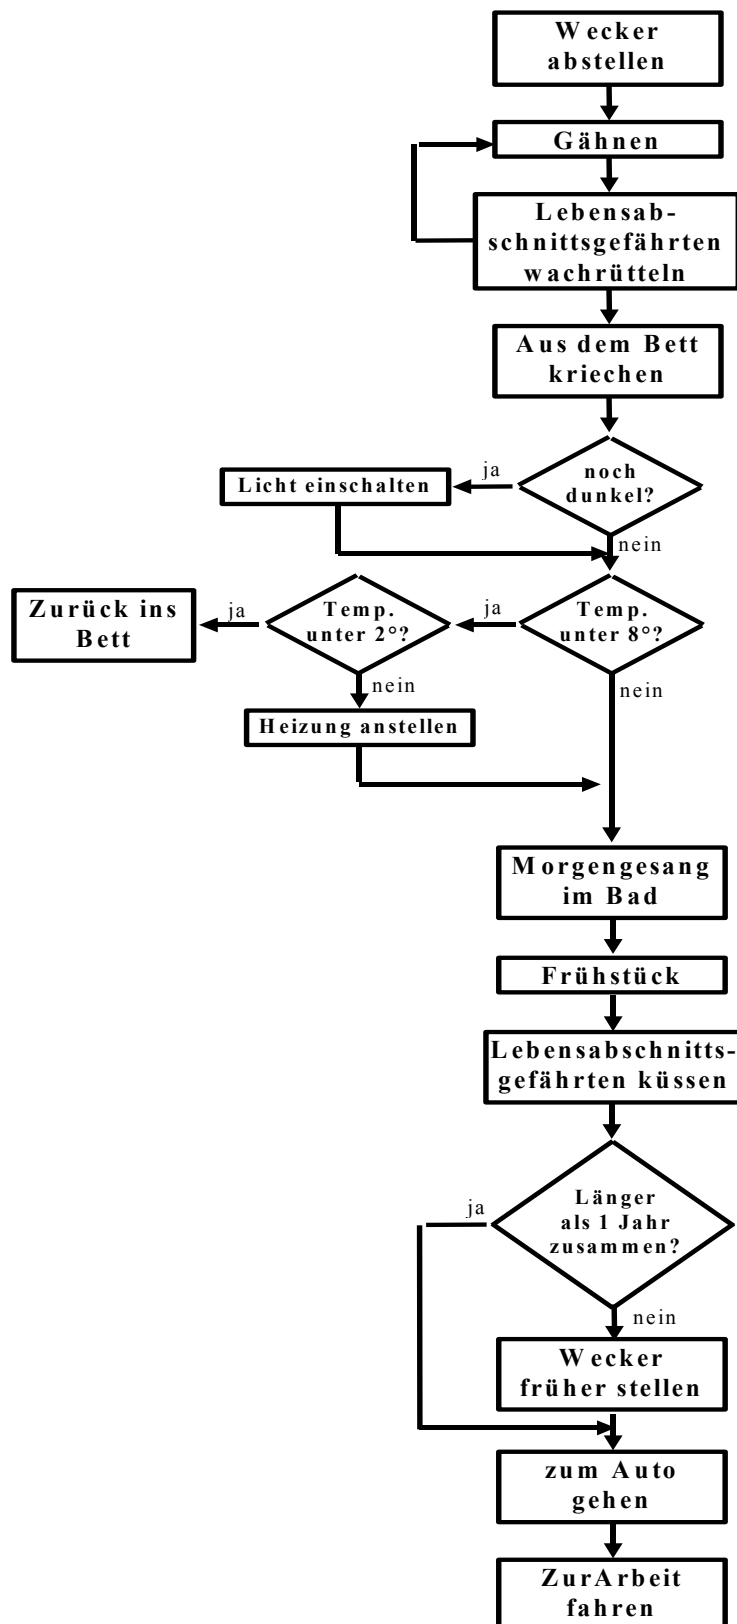 Wecker
abstellen
Gähnen
Lebensab-
schnittsgefährten
wachrütteln
Aus dem Bett
kriechen
noch
dunkel?
ja
Licht einschalten
nein
Temp.
unter 8°?
ja
Temp.
unter 2°?
ja
Zurück ins
Bett
nein
Heizung anstellen
nein
Morgengesang
im Bad
Frühstück
Lebensabschnitts-
gefährten küssen
Länger
als 1 Jahr
zusammen?
ja
nein
Wecker
früher stellen
zum Auto
gehen
ZurArbeit
fahren